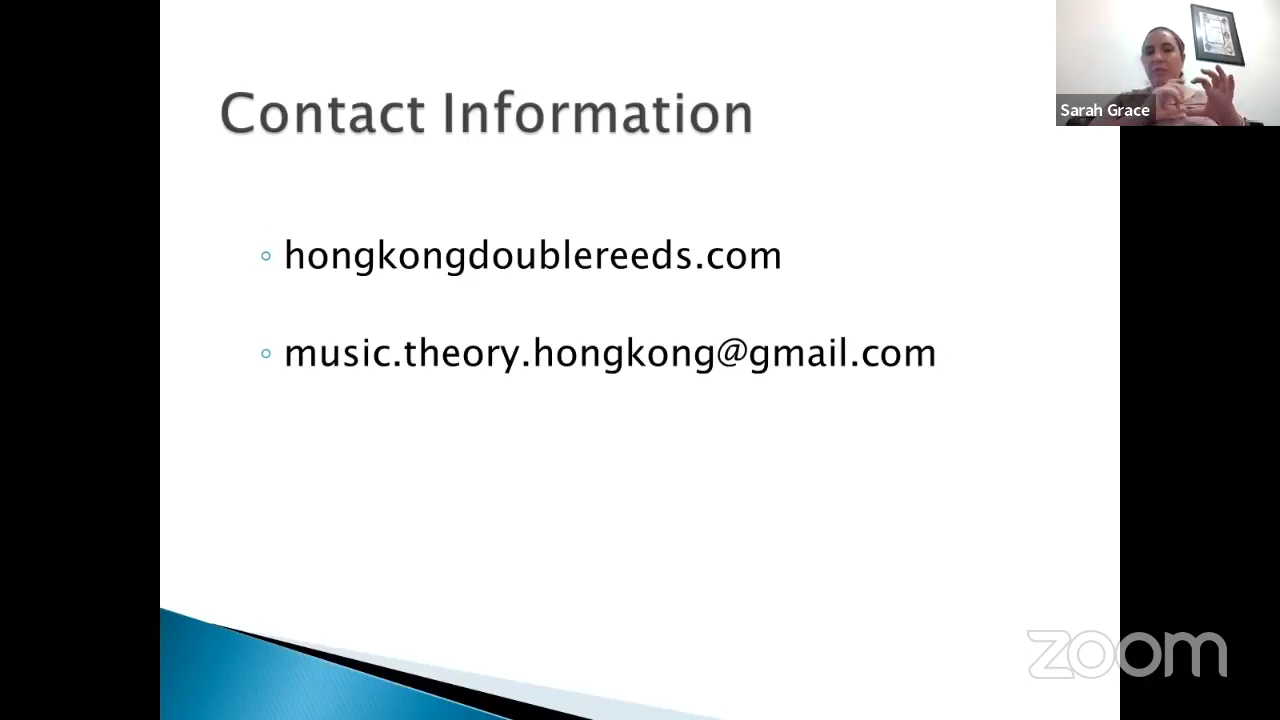 Contact Information
Sarah Grace
hongkongdoublereeds.com
music.theory.hongkong@gmail.com
zoom